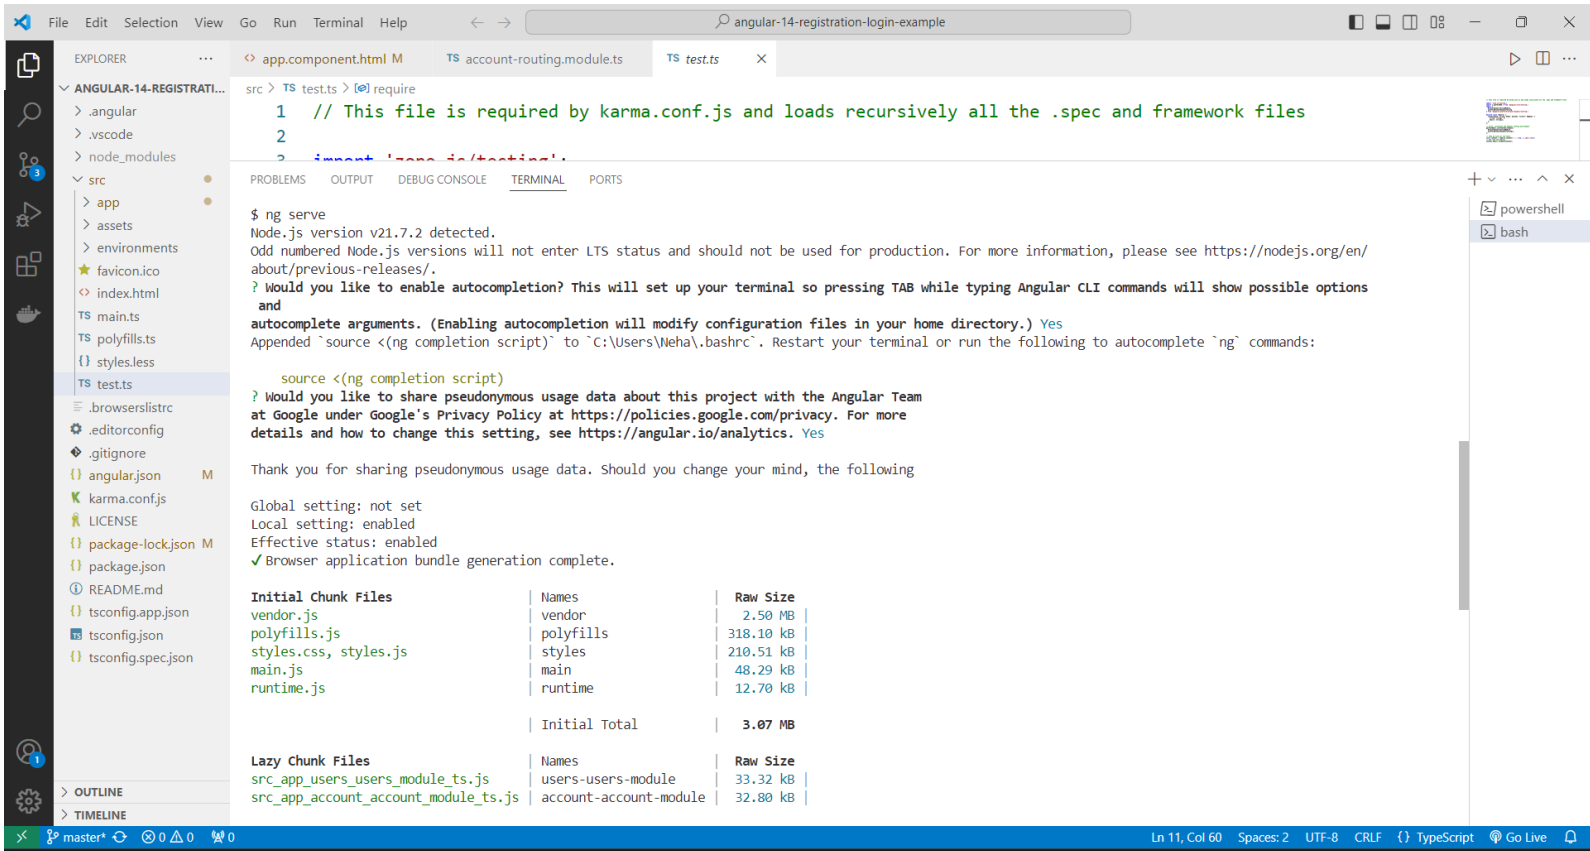 File Edit Selection View Go Run Terminal Help
angular-14-registration-login-example
EXPLORER
ANGULAR-14-REGISTRATI...
.angular
.vscode
node_modules
src
app
assets
environments
favicon.ico
index.html
TS main.ts
TS polyfills.ts
{} styles.less
TS test.ts
.browserslistrc
.editorconfig
.gitignore
{} angular.json M
karma.conf.js
LICENSE
{} package-lock.json M
{} package.json
README.md
{} tsconfig.app.json
TS tsconfig.json
{} tsconfig.spec.json
OUTLINE
TIMELINE
3
1
<> app.component.html M
TS account-routing.module.ts
TS test.ts
src > TS test.ts > require
1 // This file is required by karma.conf.js and loads recursively all the .spec and framework files
2
3 import 'zone.js/testing';
PROBLEMS OUTPUT DEBUG CONSOLE TERMINAL PORTS
powershell
bash
$ ng serve
Node.js version v21.7.2 detected.
Odd numbered Node.js versions will not enter LTS status and should not be used for production. For more information, please see https://nodejs.org/en/
about/previous-releases/.
? Would you like to enable autocompletion? This will set up your terminal so pressing TAB while typing Angular CLI commands will show possible options
and
autocomplete arguments. (Enabling autocompletion will modify configuration files in your home directory.) Yes
Appended `source <(ng completion script)` to `C:\Users\Neha\.bashrc`. Restart your terminal or run the following to autocomplete `ng` commands:
source <(ng completion script)
? Would you like to share pseudonymous usage data about this project with the Angular Team
at Google under Google's Privacy Policy at https://policies.google.com/privacy. For more
details and how to change this setting, see https://angular.io/analytics. Yes
Thank you for sharing pseudonymous usage data. Should you change your mind, the following
Global setting: not set
Local setting: enabled
Effective status: enabled
✓ Browser application bundle generation complete.
Initial Chunk Files | Names | Raw Size
vendor.js | vendor | 2.50 MB |
polyfills.js | polyfills | 318.10 kB |
styles.css, styles.js | styles | 210.51 kB |
main.js | main | 48.29 kB |
runtime.js | runtime | 12.70 kB |
| Initial Total | 3.07 MB
Lazy Chunk Files | Names | Raw Size
src_app_users_users_module_ts.js | users-users-module | 33.32 kB |
src_app_account_account_module_ts.js | account-account-module | 32.80 kB |
master* 0 0 0
Ln 11, Col 60 Spaces: 2 UTF-8 CRLF {} TypeScript Go Live